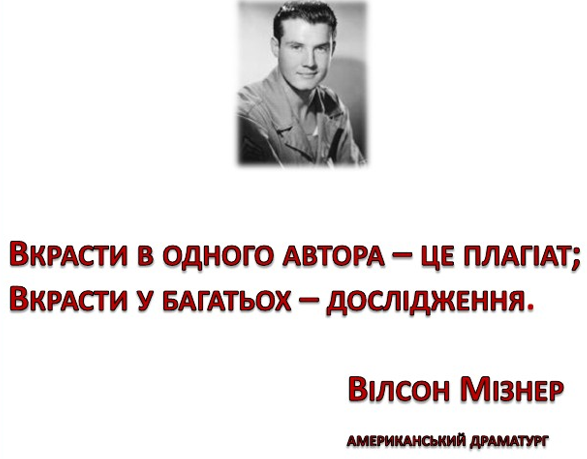 Вкрасти в одного автора – це плагіат;
Вкрасти у багатьох – дослідження.
Вілсон Мізнер
американський драматург